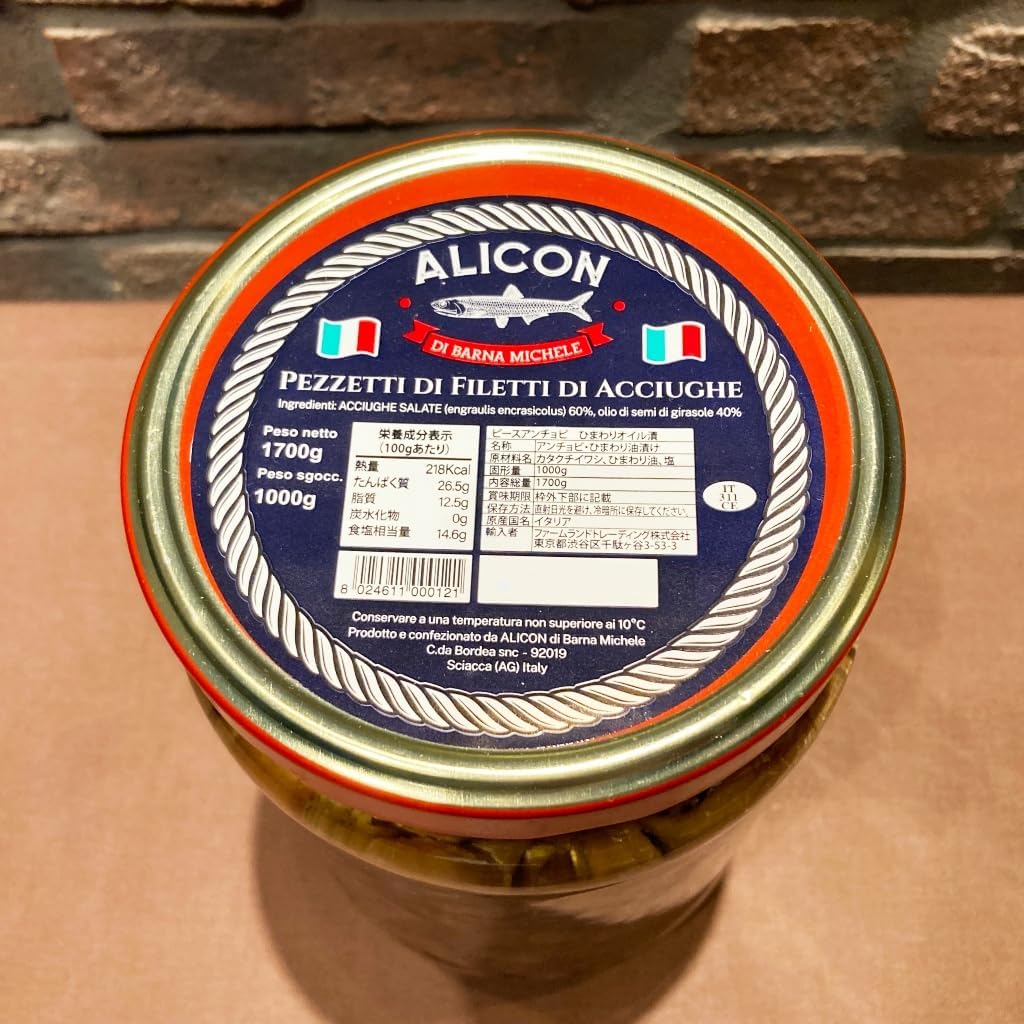 ALICON
DI BARNA MICHELE
PEZZETTI DI FILETTI DI ACCIUGHE
Ingredienti: ACCIUGHE SALATE (engraulis encrasicolus) 60%, olio di semi di girasole 40%
Peso netto
1700g
Peso sgocc.
1000g
栄養成分表示
(100gあたり)
熱量 218Kcal
たんぱく質 26.5g
脂質 12.5g
炭水化物 0g
食塩相当量 14.6g
ピースアンチョビ ひまわりオイル漬
名称 アンチョビ・ひまわり油漬け
原材料名 カタクチイワシ、ひまわり油、塩
固形量 1000g
内容総量 1700g
賞味期限 枠外下部に記載
保存方法 直射日光を避け、冷暗所に保存してください。
原産国名 イタリア
輸入者 ファームランドトレーディング株式会社
東京都渋谷区千駄ヶ谷3-53-3
IT
311
CE
8 024611 000121
Conservare a una temperatura non superiore ai 10°C
Prodotto e confezionato da ALICON di Barna Michele
C.da Bordea snc - 92019
Sciacca (AG) Italy